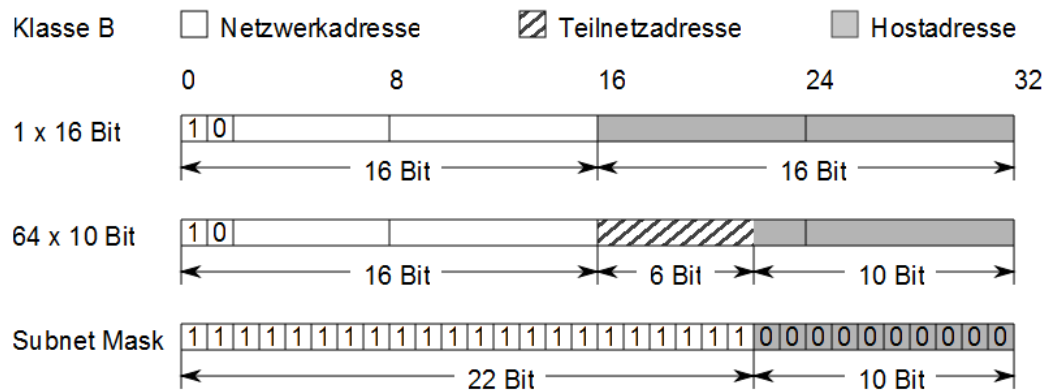 Klasse B Netzwerkadresse Teilnetzadresse Hostadresse
0 8 16 24 32
1 x 16 Bit 1 0
16 Bit 16 Bit
64 x 10 Bit 1 0
16 Bit 6 Bit 10 Bit
Subnet Mask 1 1 1 1 1 1 1 1 1 1 1 1 1 1 1 1 1 1 1 1 1 1 0 0 0 0 0 0 0 0 0 0
22 Bit 10 Bit